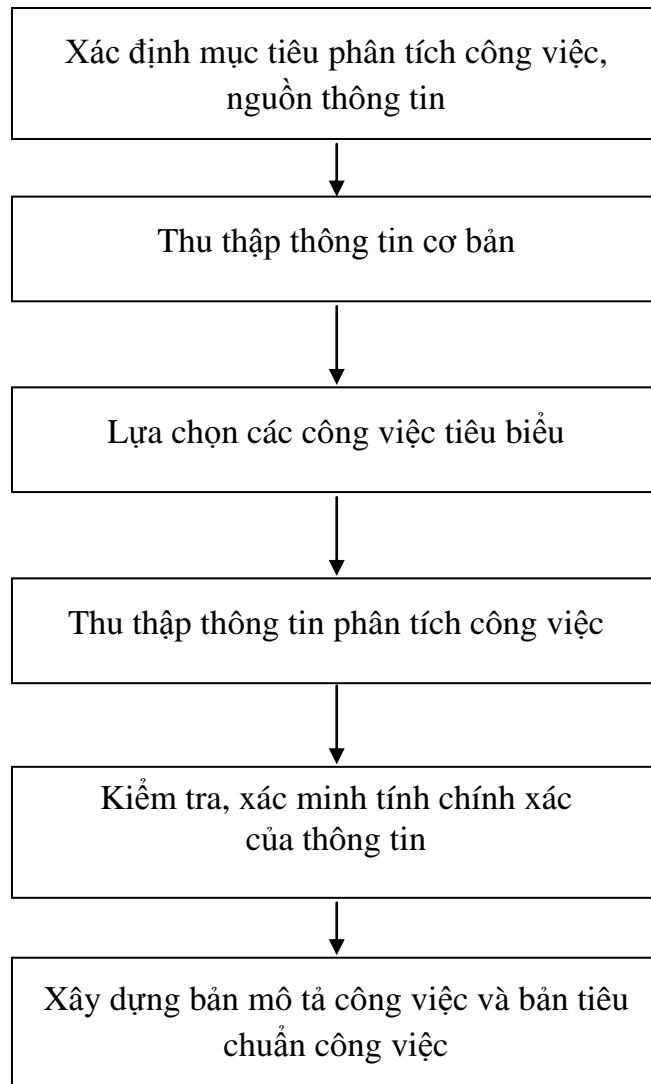 Xác định mục tiêu phân tích công việc,
nguồn thông tin
Thu thập thông tin cơ bản
Lựa chọn các công việc tiêu biểu
Thu thập thông tin phân tích công việc
Kiểm tra, xác minh tính chính xác
của thông tin
Xây dựng bản mô tả công việc và bản tiêu
chuẩn công việc